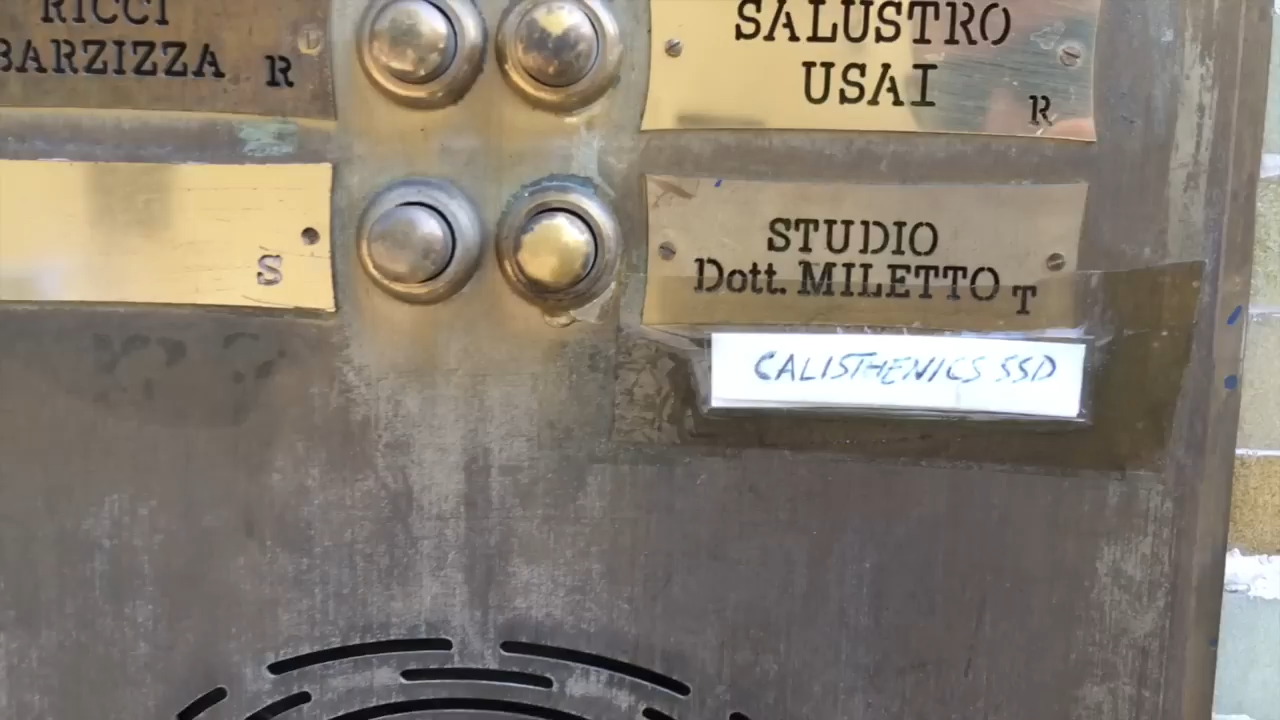 RICCI
BARZIZZA R
SALUSTRO
USAI R
S
STUDIO
Dott. MILETTO T
CALISTHENICS SSD